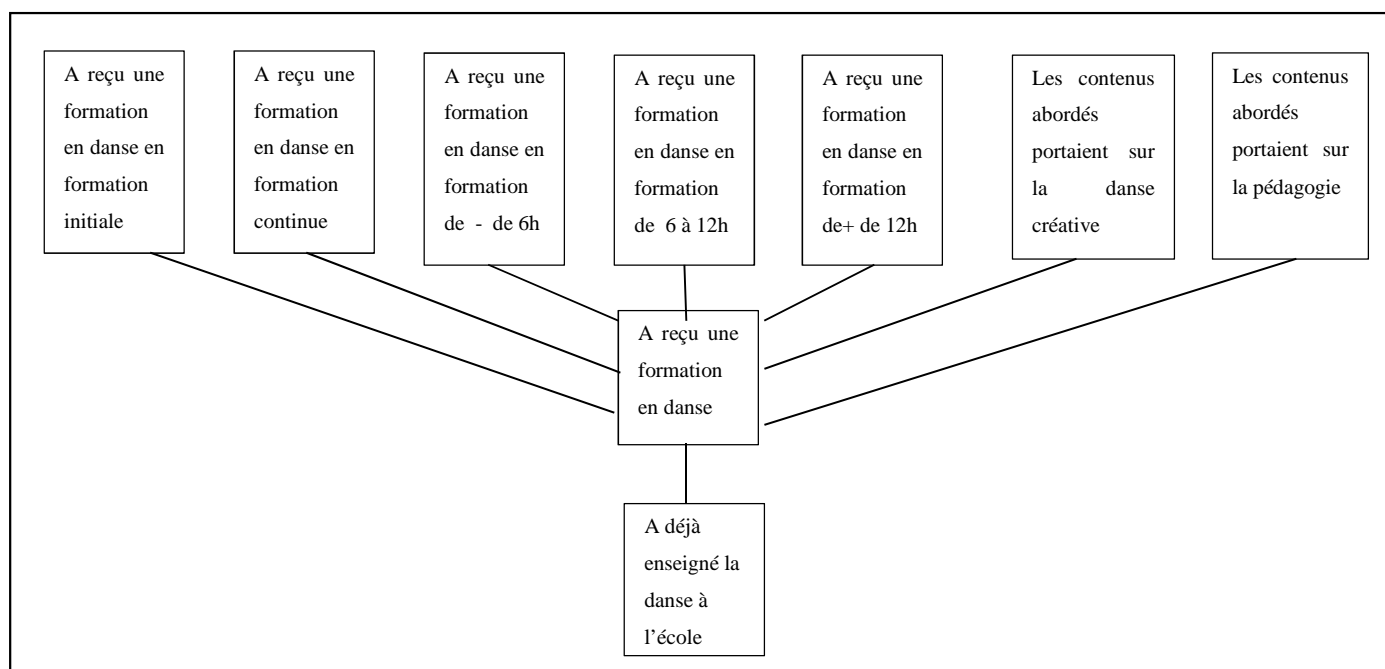 A reçu une
formation
en danse en
formation
initiale
A reçu une
formation
en danse en
formation
continue
A reçu une
formation
en danse en
formation
de - de 6h
A reçu une
formation
en danse en
formation
de 6 à 12h
A reçu une
formation
en danse en
formation
de+ de 12h
Les contenus
abordés
portaient sur
la danse
créative
Les contenus
abordés
portaient sur
la pédagogie
A reçu une
formation
en danse
A déjà
enseigné la
danse à
l’école